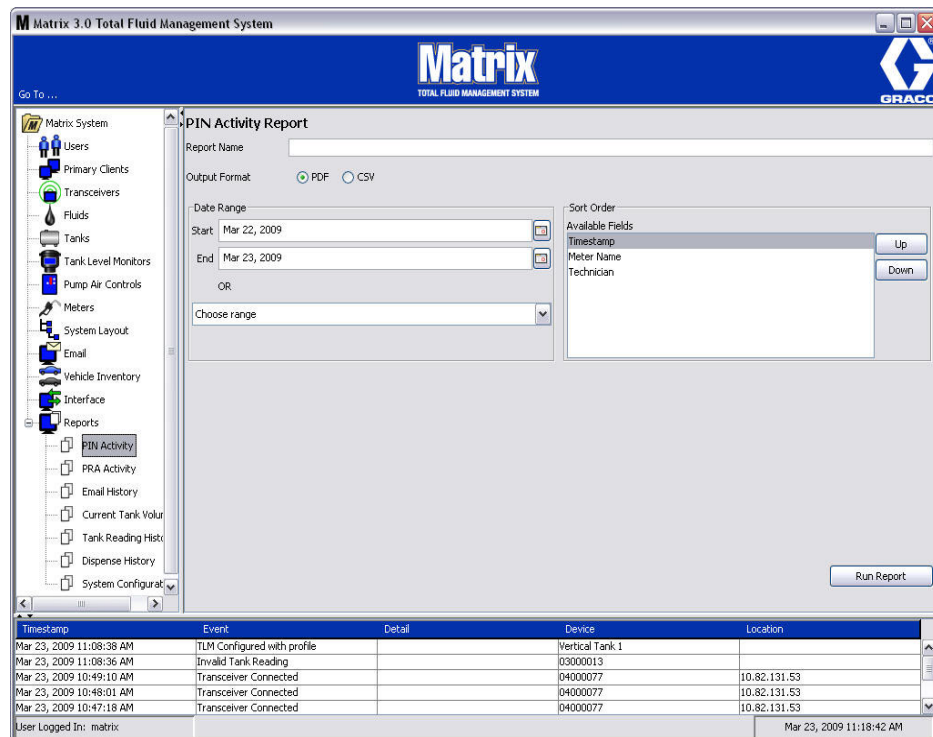 Matrix 3.0 Total Fluid Management System
Matrix
TOTAL FLUID MANAGEMENT SYSTEM
Go To ...
GRACO
Matrix System
Users
Primary Clients
Transceivers
Fluids
Tanks
Tank Level Monitors
Pump Air Controls
Meters
System Layout
Email
Vehicle Inventory
Interface
Reports
PIN Activity
PRA Activity
Email History
Current Tank Volur
Tank Reading Histo
Dispense History
System Configurat
PIN Activity Report
Report Name
Output Format PDF CSV
Date Range
Start Mar 22, 2009
End Mar 23, 2009
OR
Choose range
Sort Order
Available Fields
Timestamp
Meter Name
Technician
Up
Down
Run Report
Timestamp Event Detail Device Location
Mar 23, 2009 11:08:38 AM TLM Configured with profile Vertical Tank 1
Mar 23, 2009 11:08:36 AM Invalid Tank Reading 03000013
Mar 23, 2009 10:49:10 AM Transceiver Connected 04000077 10.82.131.53
Mar 23, 2009 10:48:01 AM Transceiver Connected 04000077 10.82.131.53
Mar 23, 2009 10:47:18 AM Transceiver Connected 04000077 10.82.131.53
User Logged In: matrix Mar 23, 2009 11:18:42 AM